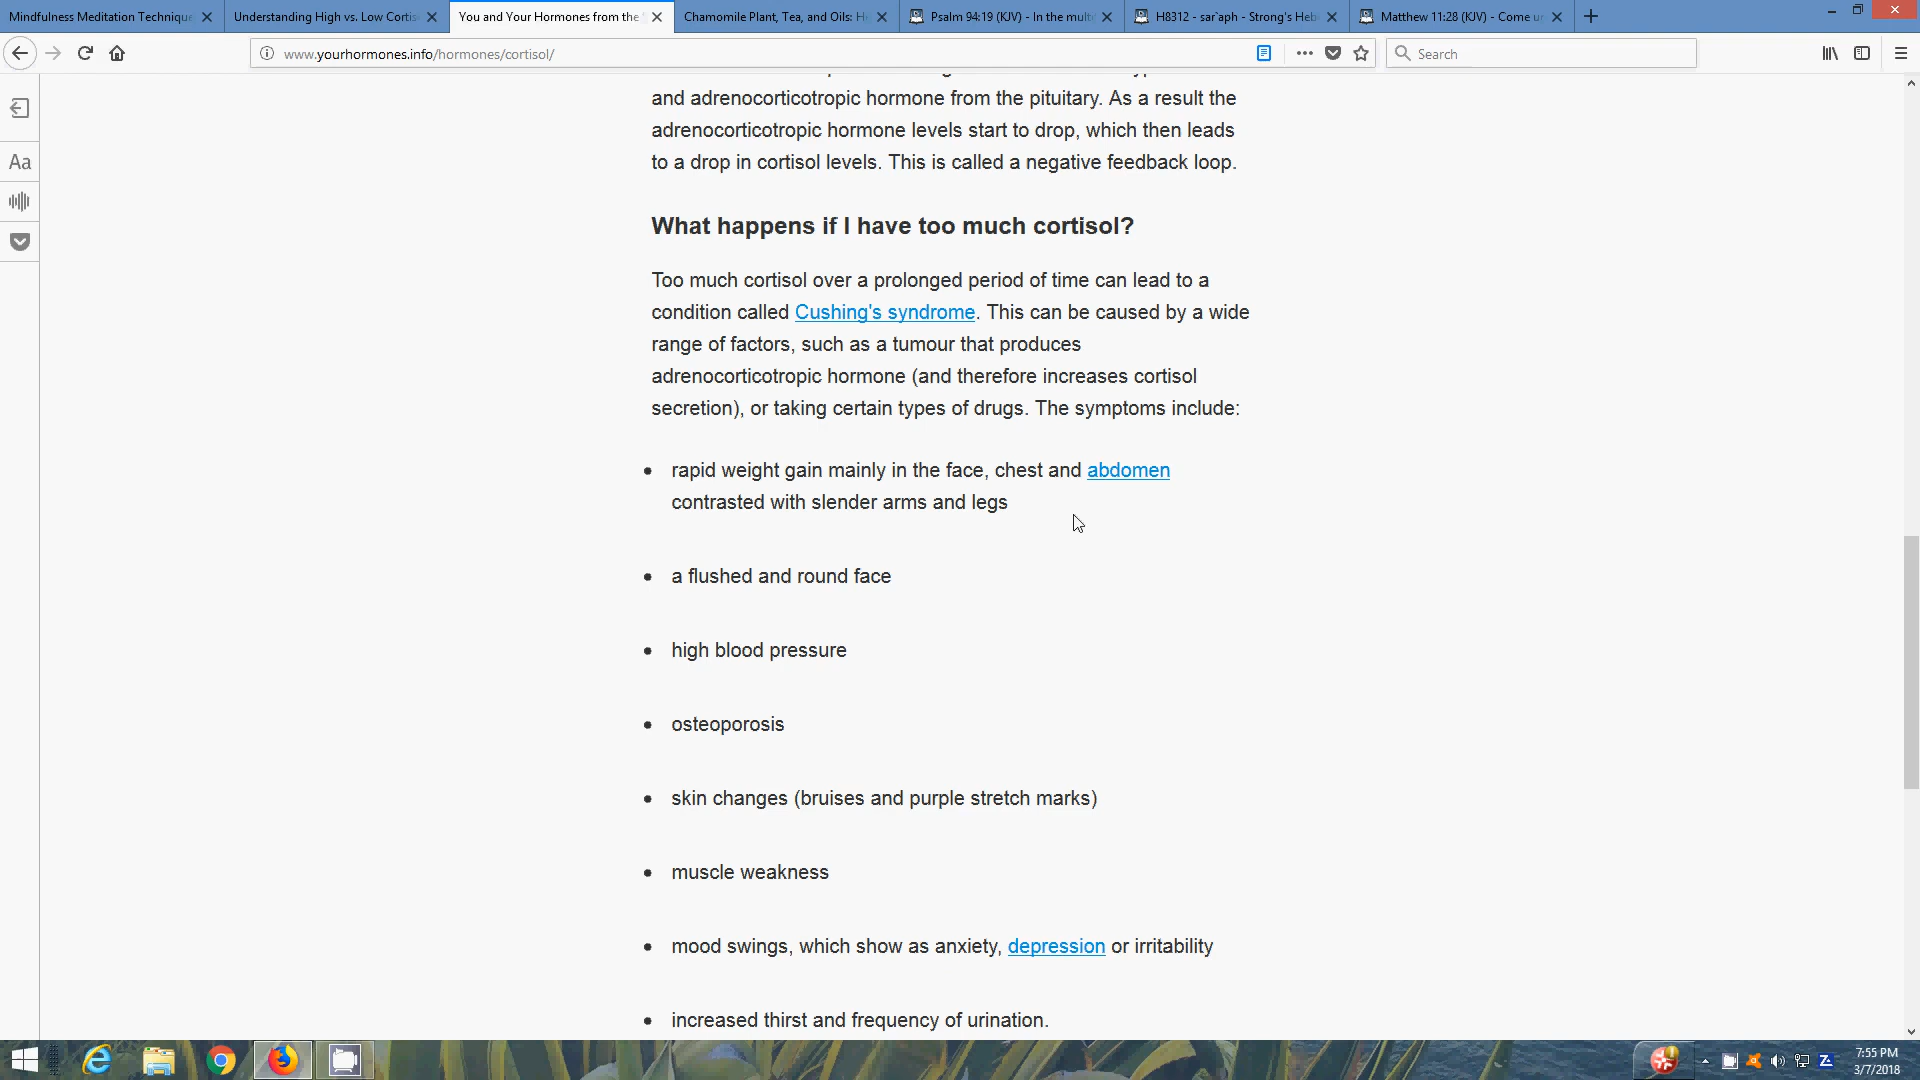 Mindfulness Meditation Technique
Understanding High vs. Low Cortis
You and Your Hormones from the
Chamomile Plant, Tea, and Oils: H
Psalm 94:19 (KJV) - In the mult
H8312 - sar`aph - Strong's Heb
Matthew 11:28 (KJV) - Come u
www.yourhormones.info/hormones/cortisol/
Search
Aa
and adrenocorticotropic hormone from the pituitary. As a result the
adrenocorticotropic hormone levels start to drop, which then leads
to a drop in cortisol levels. This is called a negative feedback loop.
What happens if I have too much cortisol?
Too much cortisol over a prolonged period of time can lead to a
condition called Cushing's syndrome. This can be caused by a wide
range of factors, such as a tumour that produces
adrenocorticotropic hormone (and therefore increases cortisol
secretion), or taking certain types of drugs. The symptoms include:
rapid weight gain mainly in the face, chest and abdomen
contrasted with slender arms and legs
a flushed and round face
high blood pressure
osteoporosis
skin changes (bruises and purple stretch marks)
muscle weakness
mood swings, which show as anxiety, depression or irritability
increased thirst and frequency of urination.
7:55 PM
3/7/2018